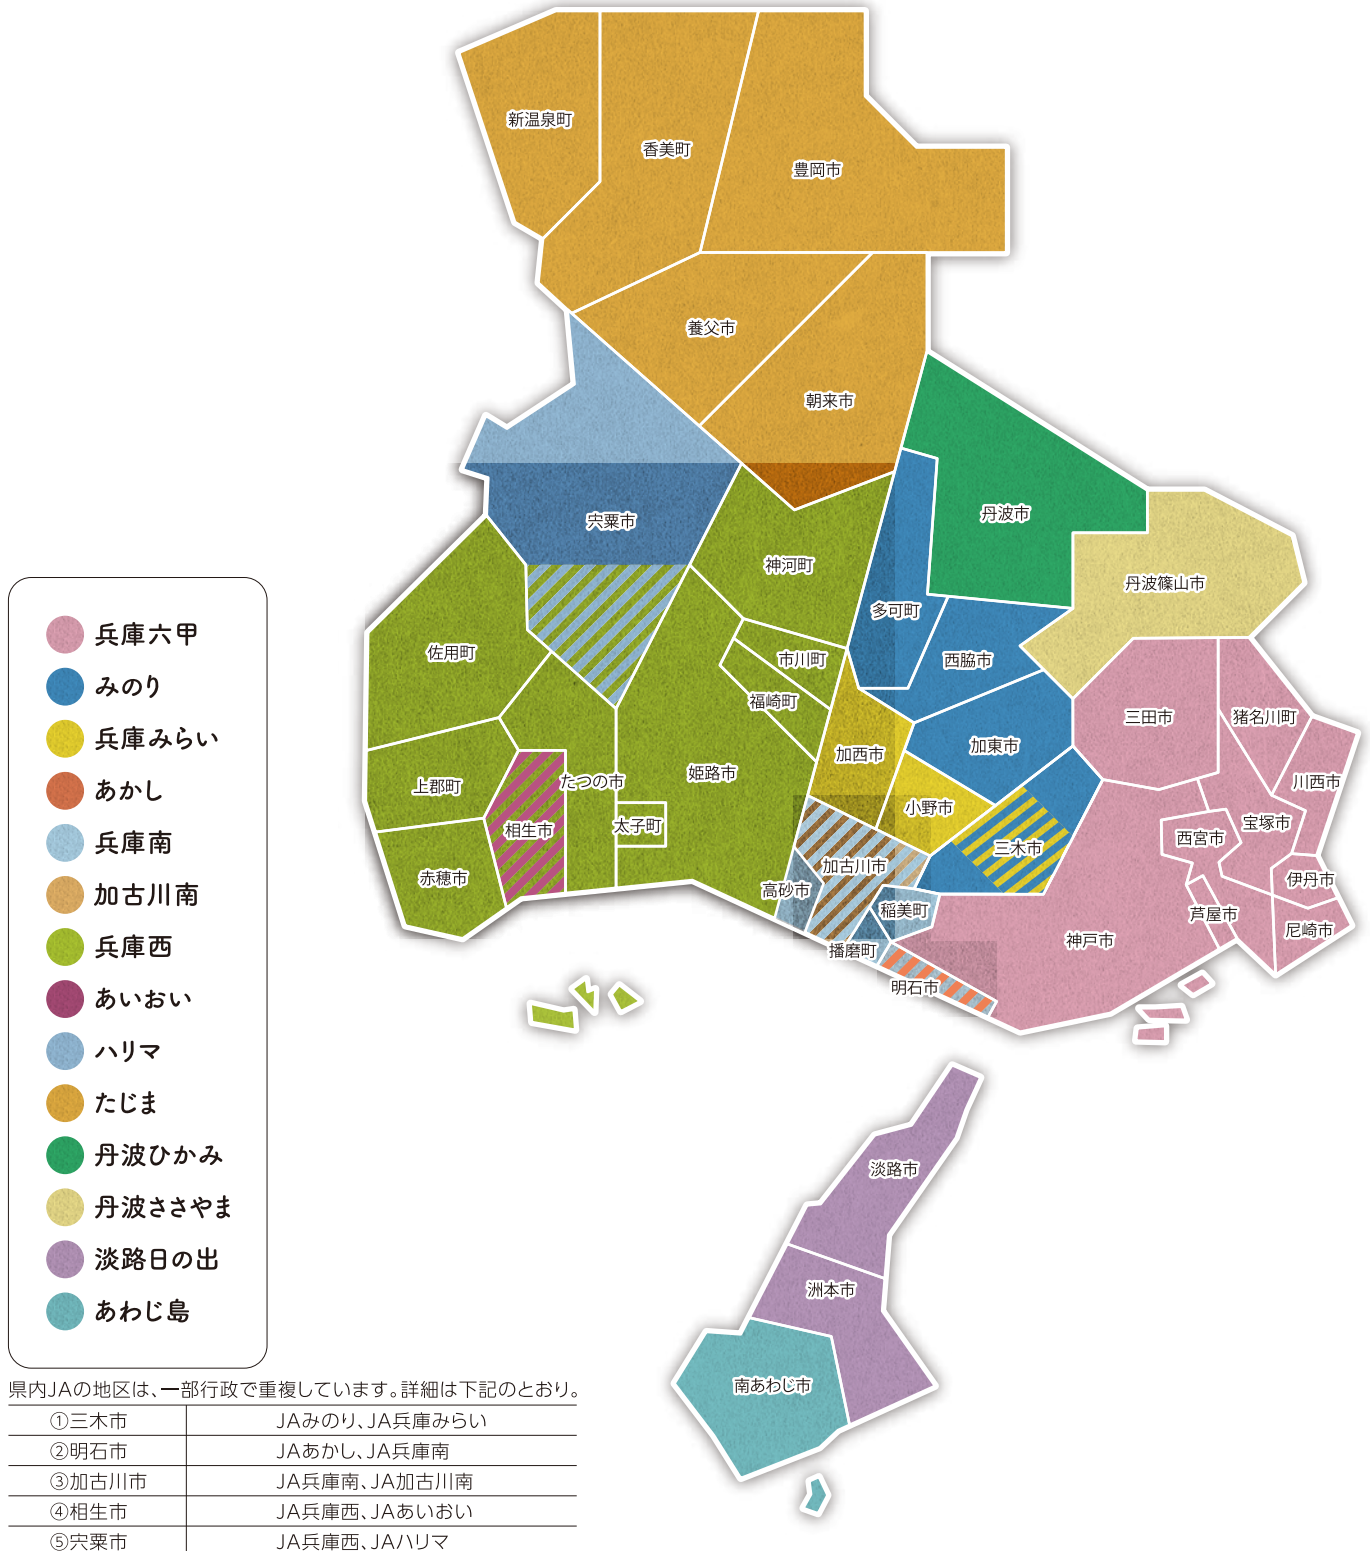 新温泉町
香美町
豊岡市
養父市
朝来市
丹波市
宍粟市
神河町
丹波篠山市
多可町
佐用町
市川町
西脇市
福崎町
三田市
猪名川町
加西市
加東市
姫路市
たつの市
川西市
上郡町
小野市
太子町
相生市
宝塚市
西宮市
三木市
加古川市
赤穂市
高砂市
伊丹市
稲美町
芦屋市
尼崎市
神戸市
播磨町
明石市
淡路市
洲本市
南あわじ市
兵庫六甲
みのり
兵庫みらい
あかし
兵庫南
加古川南
兵庫西
あいおい
ハリマ
たじま
丹波ひかみ
丹波ささやま
淡路日の出
あわじ島
県内JAの地区は、一部行政で重複しています。詳細は下記のとおり。
①三木市 JAみのり、JA兵庫みらい
②明石市 JAあかし、JA兵庫南
③加古川市 JA兵庫南、JA加古川南
④相生市 JA兵庫西、JAあいおい
⑤宍粟市 JA兵庫西、JAハリマ